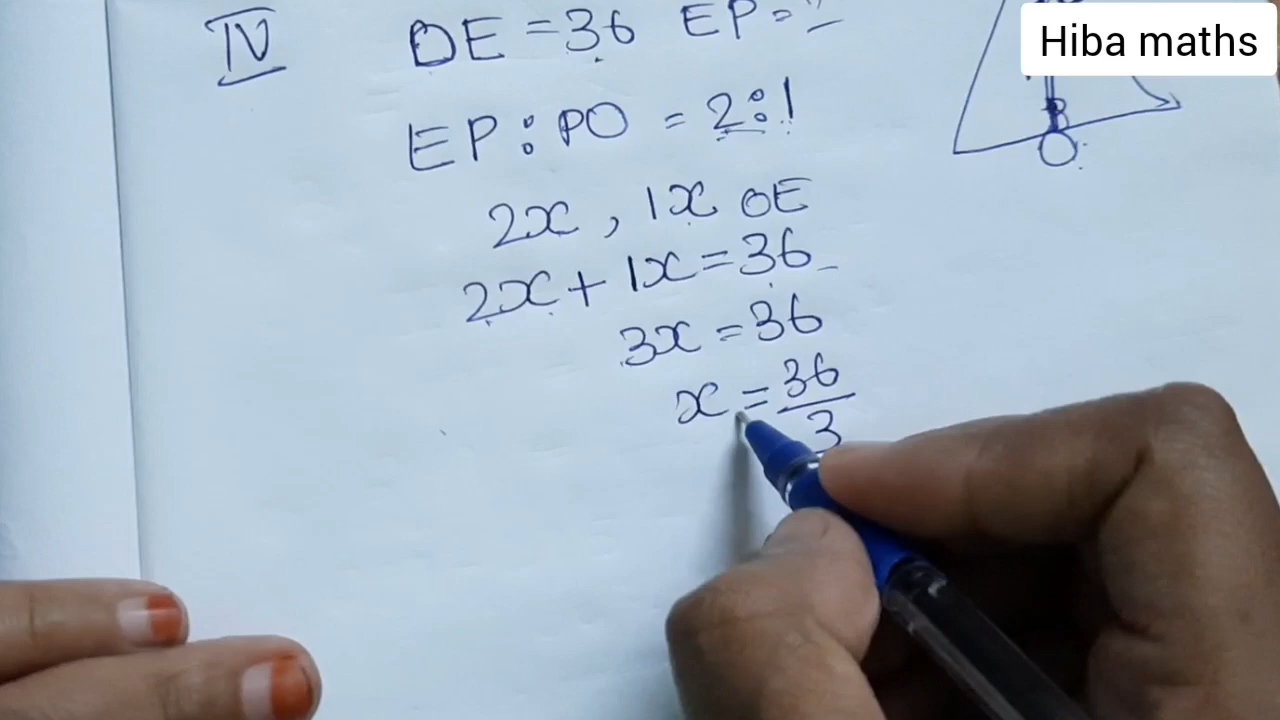 Hiba maths
IV OE = 36 EP = ?
EP : PO = 2 : 1
2x , 1x OE
2x + 1x = 36
3x = 36
x = 36/3
O